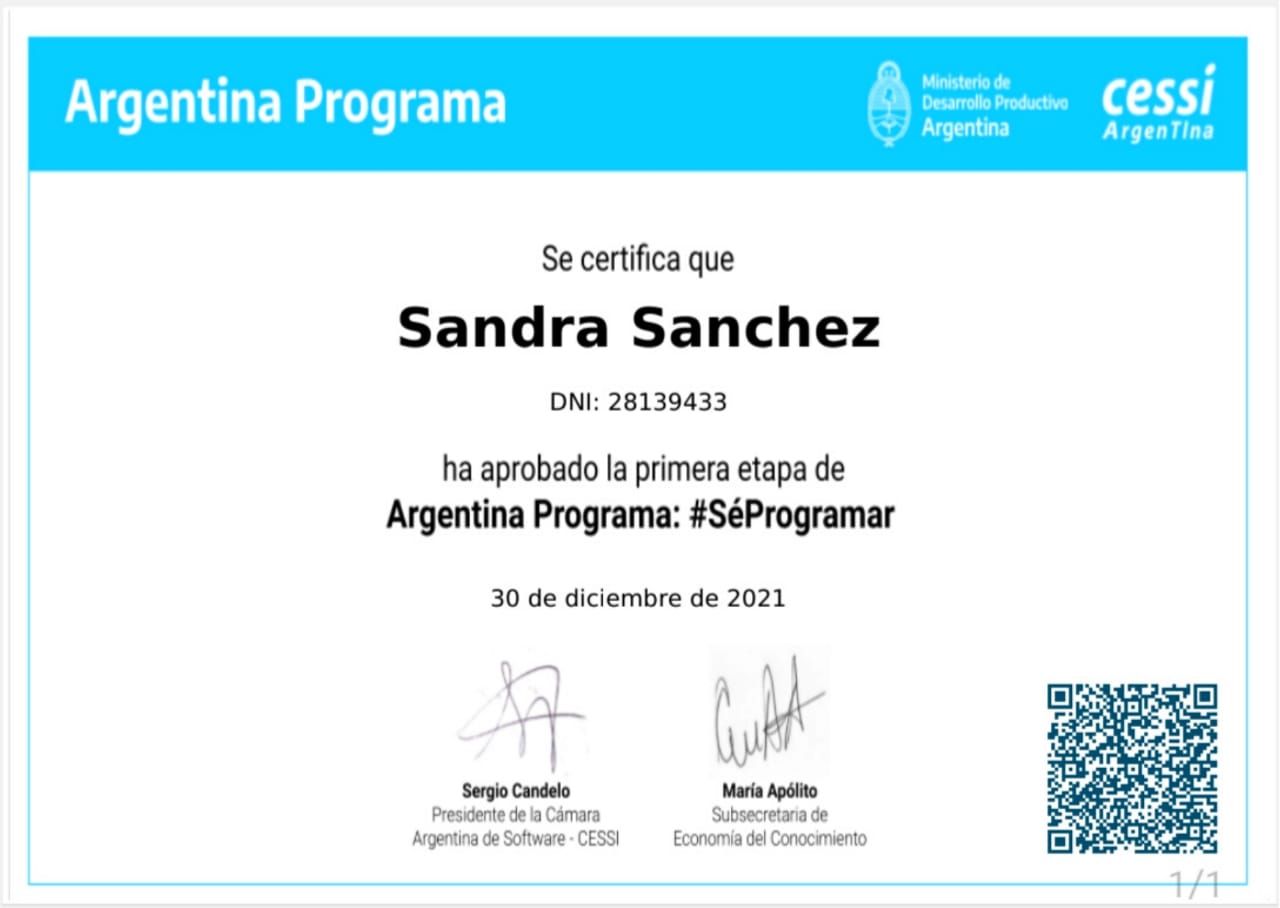 Argentina Programa
Ministerio de
Desarrollo Productivo
Argentina
cessi
ArgenTIna
Se certifica que
Sandra Sanchez
DNI: 28139433
ha aprobado la primera etapa de
Argentina Programa: #SéProgramar
30 de diciembre de 2021
Sergio Candelo
Presidente de la Cámara
Argentina de Software - CESSI
María Apólito
Subsecretaria de
Economía del Conocimiento
1/1